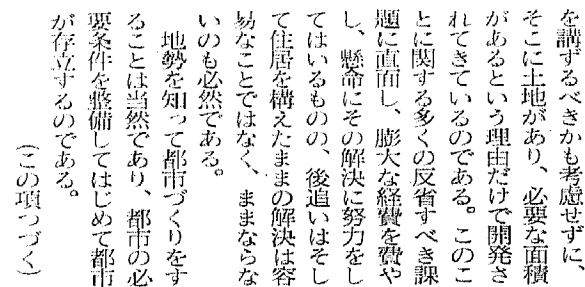 を講ずるべきかも考慮せずに、
そこに土地があり、必要な面積
があるという理由だけで開発さ
れてきているのである。このこ
とに関する多くの反省すべき課
題に直面し、膨大な経費を費や
し、懸命にその解決に努力をし
てはいるものの、後追いはそし
て住居を構えたままの解決は容
易なことではなく、ままならな
いのも必然である。
地勢を知って都市づくりをす
ることは当然であり、都市の必
要条件を整備してはじめて都市
が存立するのである。
（この項つづく）